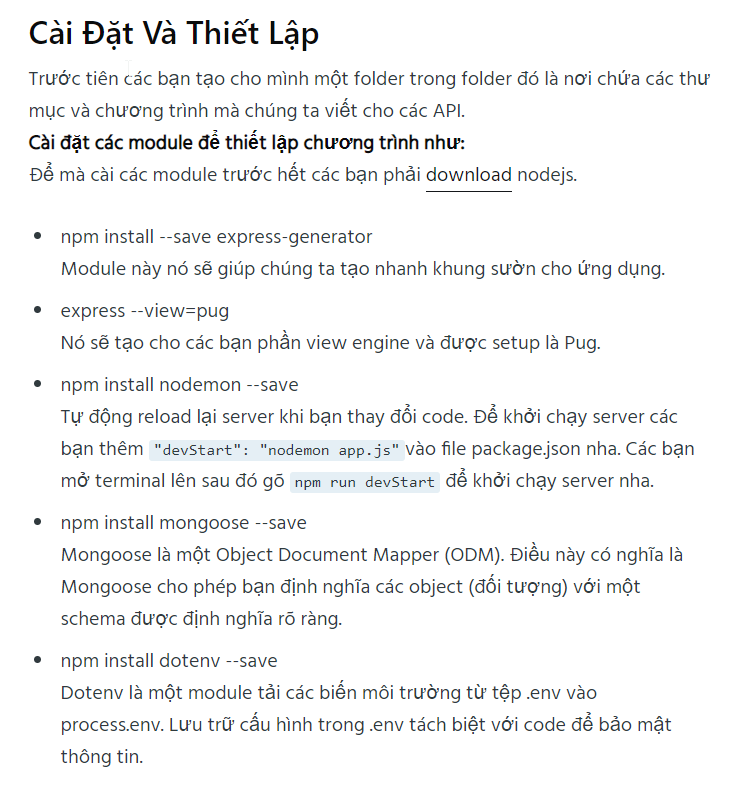 Cài Đặt Và Thiết Lập
Trước tiên các bạn tạo cho mình một folder trong folder đó là nơi chứa các thư
mục và chương trình mà chúng ta viết cho các API.
Cài đặt các module để thiết lập chương trình như:
Để mà cài các module trước hết các bạn phải download nodejs.
• npm install --save express-generator
Module này nó sẽ giúp chúng ta tạo nhanh khung sườn cho ứng dụng.
• express --view=pug
Nó sẽ tạo cho các bạn phần view engine và được setup là Pug.
• npm install nodemon --save
Tự động reload lại server khi bạn thay đổi code. Để khởi chạy server các
bạn thêm "devStart": "nodemon app.js" vào file package.json nha. Các bạn
mở terminal lên sau đó gõ npm run devStart để khởi chạy server nha.
• npm install mongoose --save
Mongoose là một Object Document Mapper (ODM). Điều này có nghĩa là
Mongoose cho phép bạn định nghĩa các object (đối tượng) với một
schema được định nghĩa rõ ràng.
• npm install dotenv --save
Dotenv là một module tải các biến môi trường từ tệp .env vào
process.env. Lưu trữ cấu hình trong .env tách biệt với code để bảo mật
thông tin.